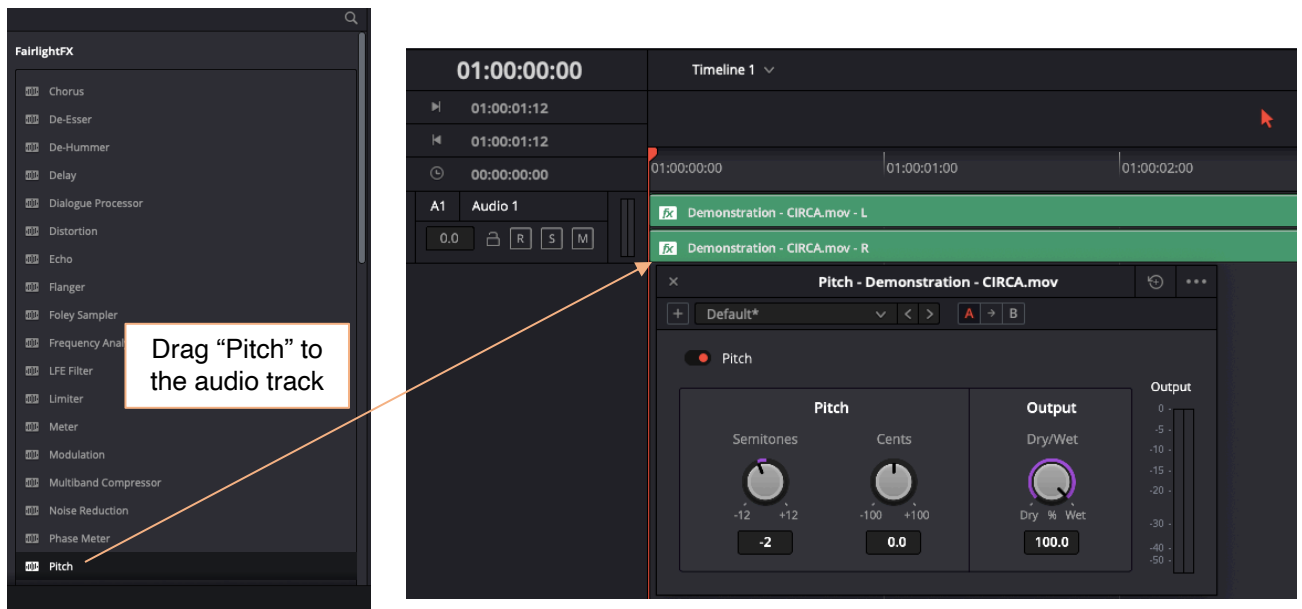 FairlightFX
Chorus
De-Esser
De-Hummer
Delay
Dialogue Processor
Distortion
Echo
Flanger
Foley Sampler
Frequency Anal
LFE Filter
Limiter
Meter
Modulation
Multiband Compressor
Noise Reduction
Phase Meter
Pitch
Drag “Pitch” to
the audio track
01:00:00:00
Timeline 1
01:00:01:12
01:00:01:12
00:00:00:00
01:00:00:00 01:00:01:00 01:00:02:00
A1 Audio 1
0.0 R S M
fx Demonstration - CIRCA.mov - L
fx Demonstration - CIRCA.mov - R
Pitch - Demonstration - CIRCA.mov
Default* A B
Pitch
Pitch
Semitones Cents
-12 +12 -100 +100
-2 0.0
Output
Dry/Wet
Dry % Wet
100.0
Output
0
-5
-10
-15
-20
-30
-40
-50